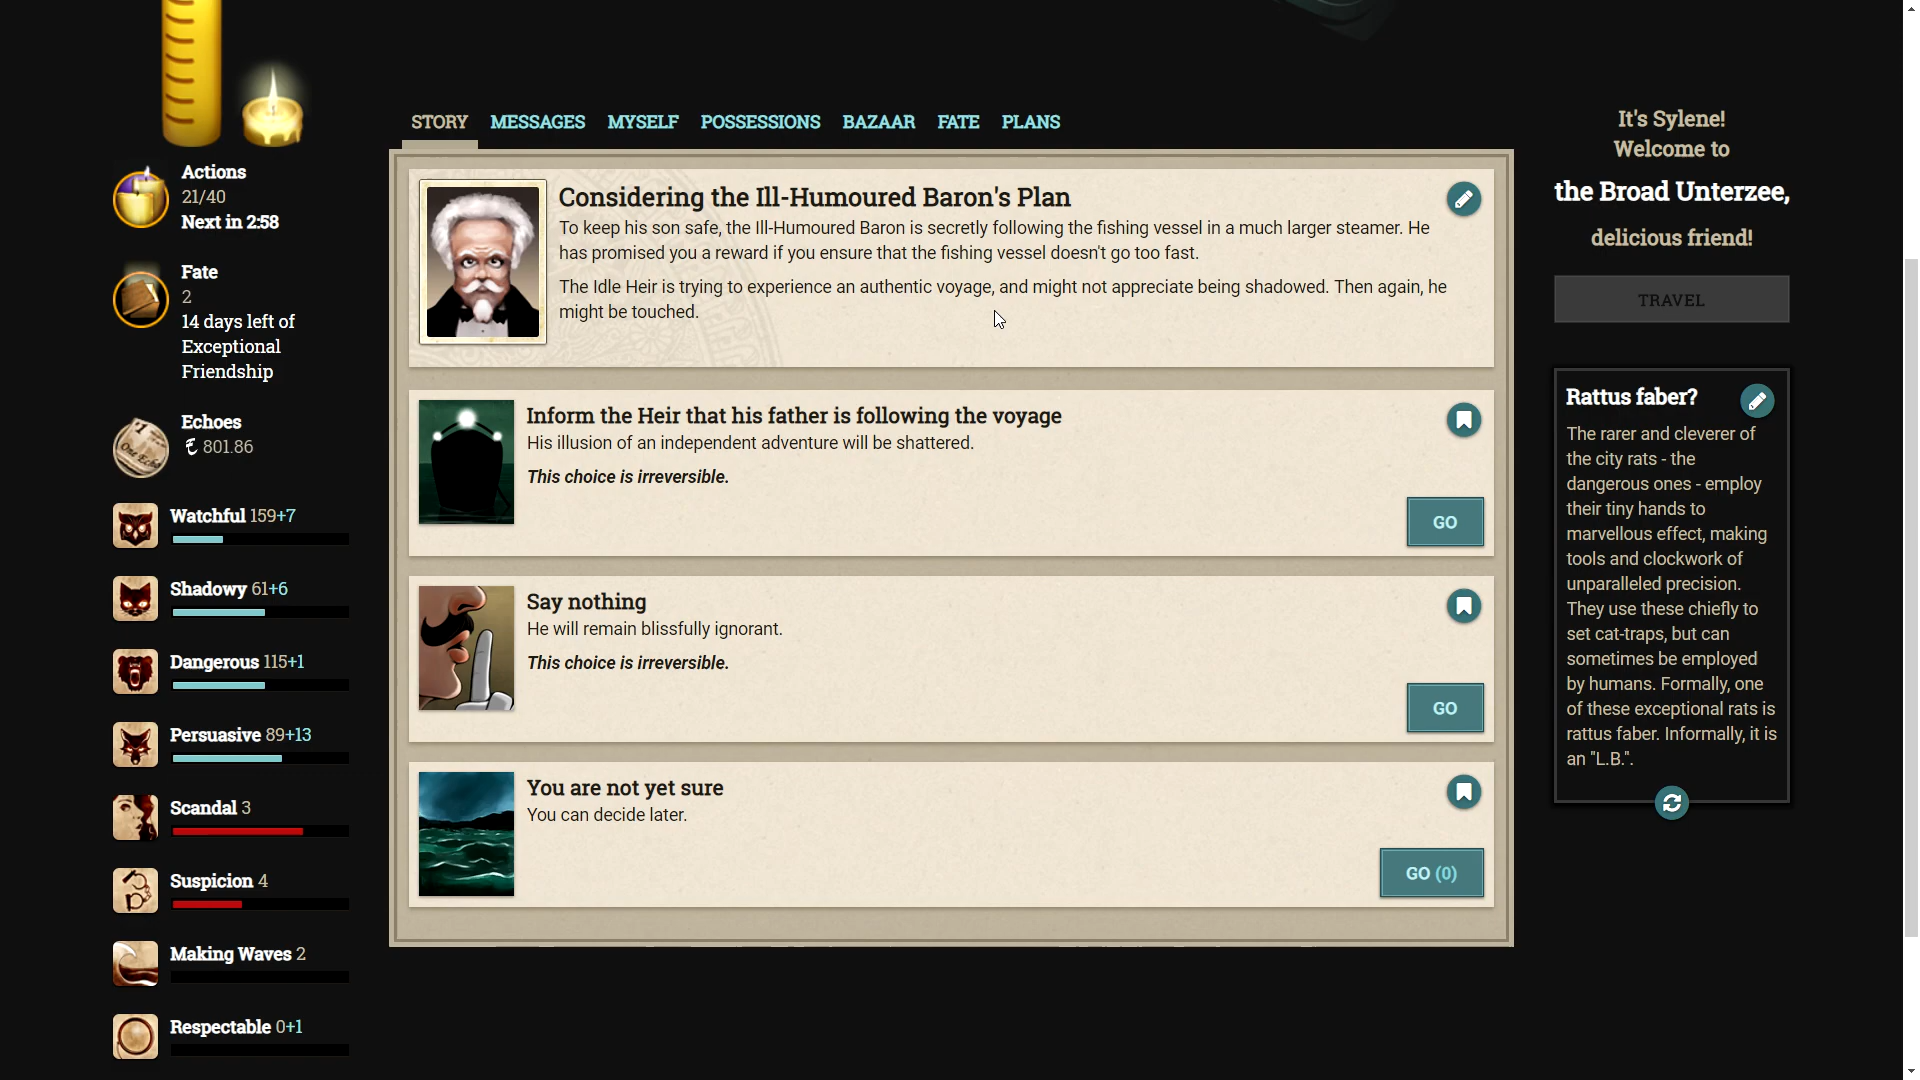 STORY MESSAGES MYSELF POSSESSIONS BAZAAR FATE PLANS
Actions
21/40
Next in 2:58
Fate
2
14 days left of
Exceptional
Friendship
Echoes
801.86
One Echo
Watchful 159+7
Shadowy 61+6
Dangerous 115+1
Persuasive 89+13
Scandal 3
Suspicion 4
Making Waves 2
Respectable 0+1
Considering the Ill-Humoured Baron's Plan
To keep his son safe, the Ill-Humoured Baron is secretly following the fishing vessel in a much larger steamer. He
has promised you a reward if you ensure that the fishing vessel doesn't go too fast.
The Idle Heir is trying to experience an authentic voyage, and might not appreciate being shadowed. Then again, he
might be touched.
Inform the Heir that his father is following the voyage
His illusion of an independent adventure will be shattered.
This choice is irreversible.
GO
Say nothing
He will remain blissfully ignorant.
This choice is irreversible.
GO
You are not yet sure
You can decide later.
GO (0)
It's Sylene!
Welcome to
the Broad Unterzee,
delicious friend!
TRAVEL
Rattus faber?
The rarer and cleverer of
the city rats - the
dangerous ones - employ
their tiny hands to
marvellous effect, making
tools and clockwork of
unparalleled precision.
They use these chiefly to
set cat-traps, but can
sometimes be employed
by humans. Formally, one
of these exceptional rats is
rattus faber. Informally, it is
an "L.B.".